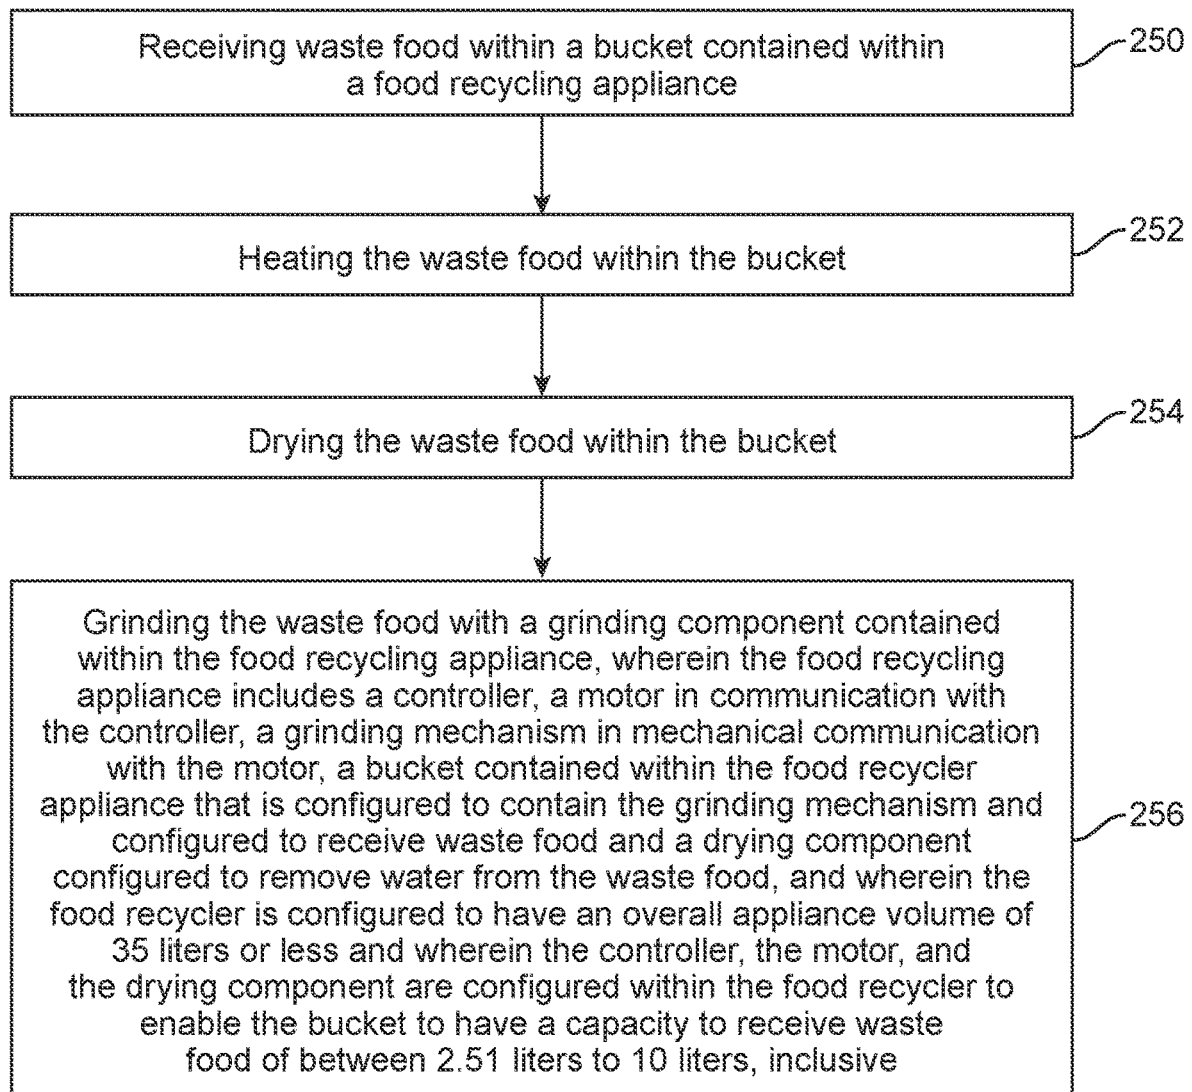 Receiving waste food within a bucket contained within
a food recycling appliance
250
Heating the waste food within the bucket
252
Drying the waste food within the bucket
254
Grinding the waste food with a grinding component contained
within the food recycling appliance, wherein the food recycling
appliance includes a controller, a motor in communication with
the controller, a grinding mechanism in mechanical communication
with the motor, a bucket contained within the food recycler
appliance that is configured to contain the grinding mechanism and
configured to receive waste food and a drying component
configured to remove water from the waste food, and wherein the
food recycler is configured to have an overall appliance volume of
35 liters or less and wherein the controller, the motor, and
the drying component are configured within the food recycler to
enable the bucket to have a capacity to receive waste
food of between 2.51 liters to 10 liters, inclusive
256